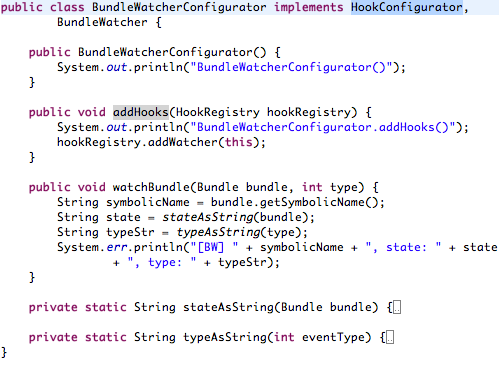 public class BundleWatcherConfigurator implements HookConfigurator,
        BundleWatcher {

    public BundleWatcherConfigurator() {
        System.out.println("BundleWatcherConfigurator()");
    }

    public void addHooks(HookRegistry hookRegistry) {
        System.out.println("BundleWatcherConfigurator.addHooks()");
        hookRegistry.addWatcher(this);
    }

    public void watchBundle(Bundle bundle, int type) {
        String symbolicName = bundle.getSymbolicName();
        String state = stateAsString(bundle);
        String typeStr = typeAsString(type);
        System.err.println("[BW] " + symbolicName + ", state: " + state
                + ", type: " + typeStr);
    }

    private static String stateAsString(Bundle bundle) {..

    private static String typeAsString(int eventType) {..
}